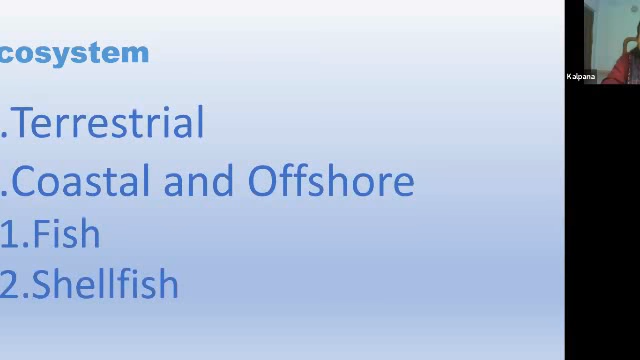 cosystem
.Terrestrial
.Coastal and Offshore
1.Fish
2.Shellfish
Kalpana